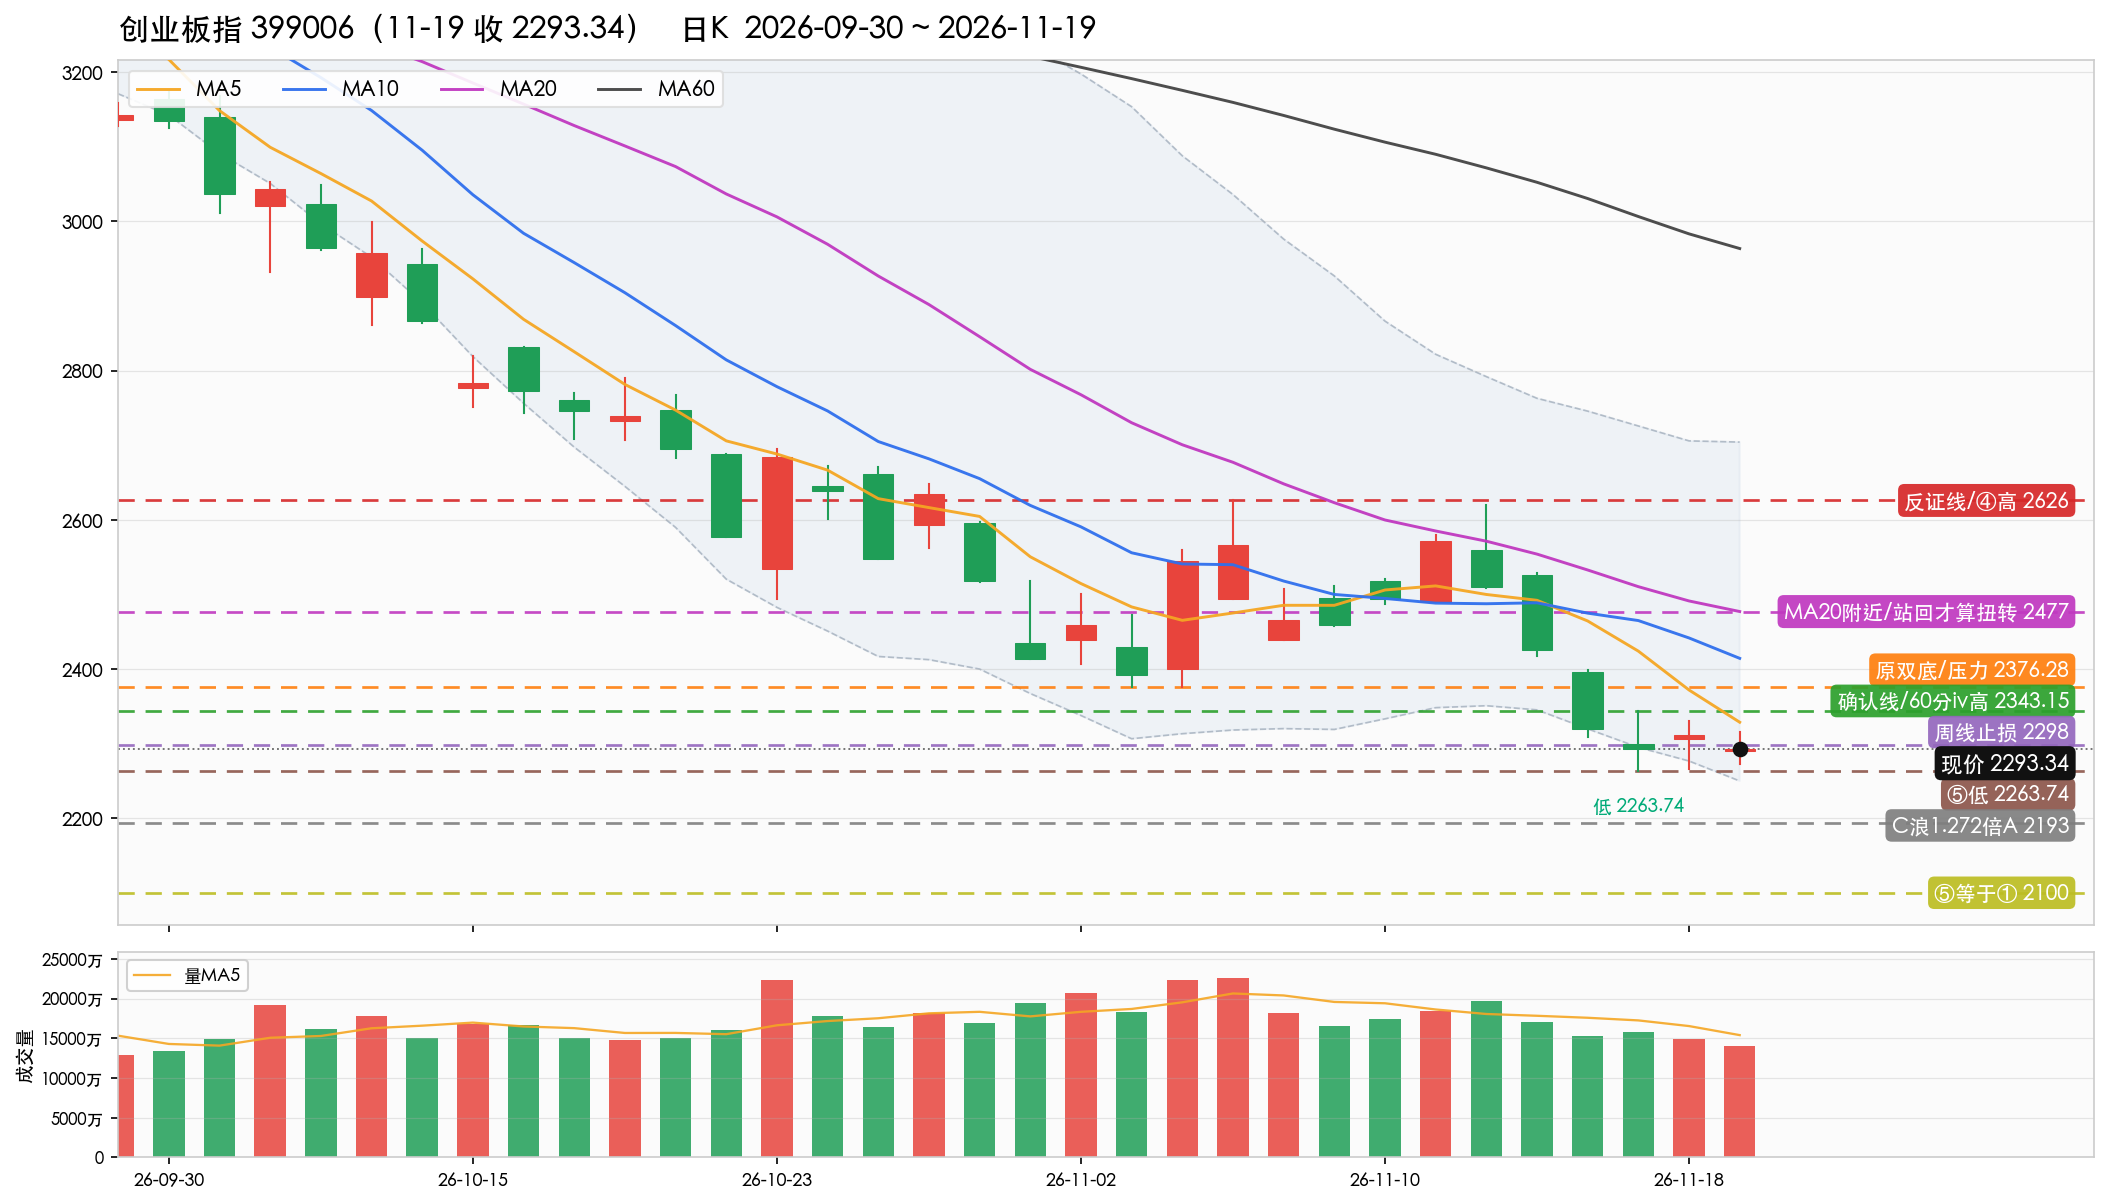 创业板指 399006（11-19 收 2293.34） 日K 2026-09-30 ~ 2026-11-19
MA5 MA10 MA20 MA60
3200
3000
2800
2600
2400
2200
反证线/④高 2626
MA20附近/站回才算扭转 2477
原双底/压力 2376.28
确认线/60分iv高 2343.15
周线止损 2298
现价 2293.34
⑤低 2263.74
低 2263.74
C浪1.272倍A 2193
⑤等于① 2100
量MA5
成交量
25000万
20000万
15000万
10000万
5000万
0
26-09-30 26-10-15 26-10-23 26-11-02 26-11-10 26-11-18